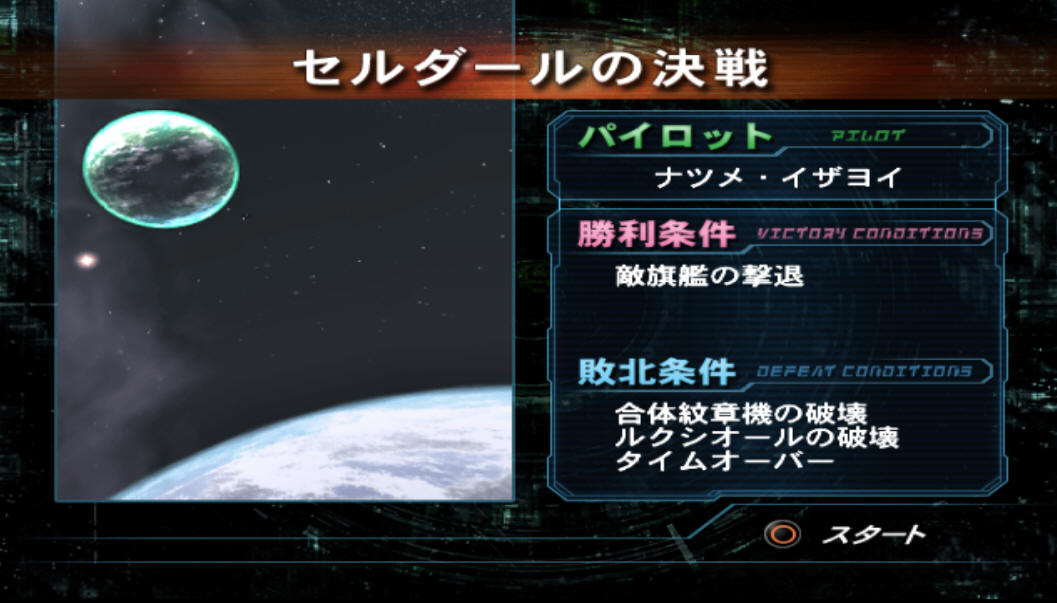 セルダールの決戦
パイロット PILOT
ナツメ・イザヨイ
勝利条件 VICTORY CONDITIONS
敵旗艦の撃退
敗北条件 DEFEAT CONDITIONS
合体紋章機の破壊
ルクシオールの破壊
タイムオーバー
スタート